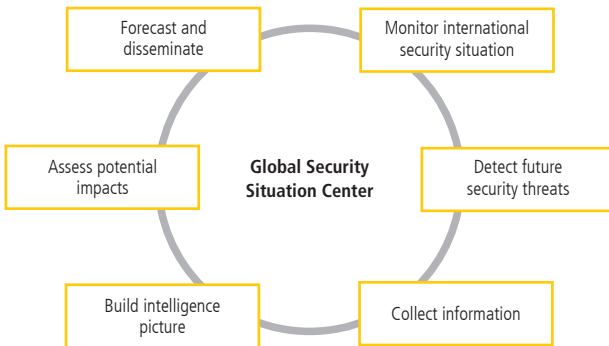 Forecast and
disseminate
Monitor international
security situation
Assess potential
impacts
Global Security
Situation Center
Detect future
security threats
Build intelligence
picture
Collect information